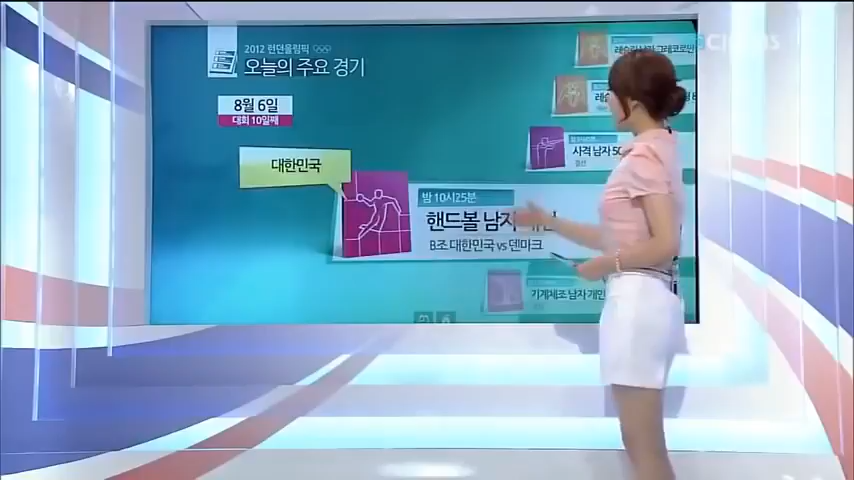 2012 런던올림픽
오늘의 주요 경기
8월 6일
대회 10일째
대한민국
사격 남자 50
결선
밤 10시25분
핸드볼 남자
B조 대한민국 vs 덴마크
기계체조 남자 개인